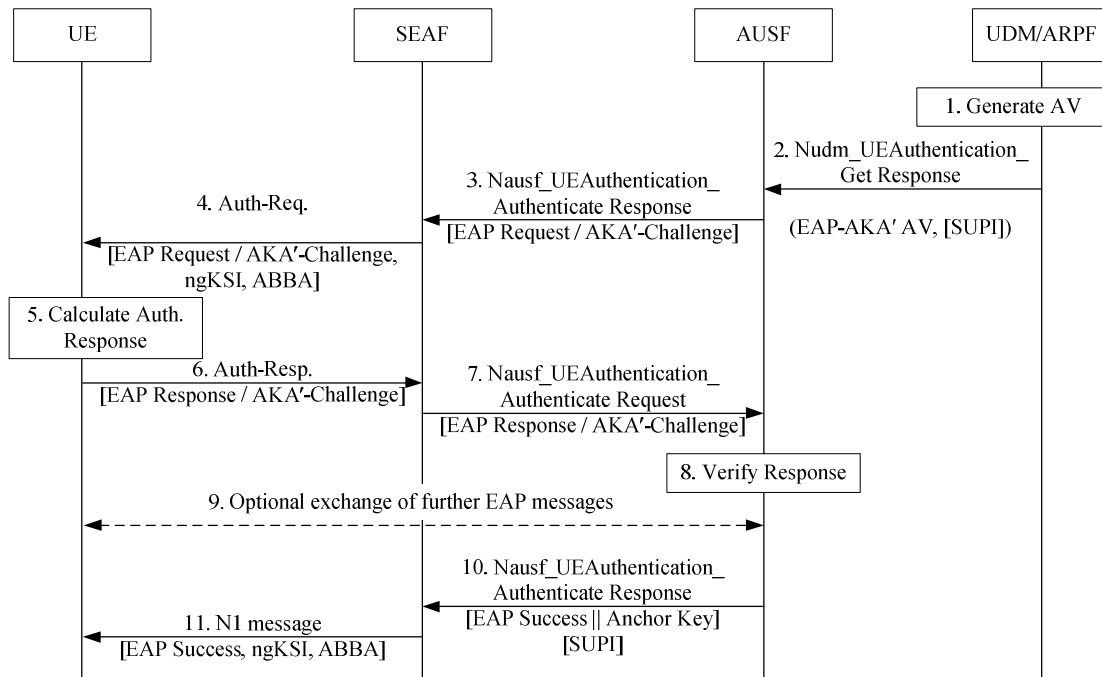 UE
SEAF
AUSF
UDM/ARPF
1. Generate AV
2. Nudm_UEAuthentication_
Get Response
(EAP-AKA′ AV, [SUPI])
3. Nausf_UEAuthentication_
Authenticate Response
[EAP Request / AKA′-Challenge]
4. Auth-Req.
[EAP Request / AKA′-Challenge,
ngKSI, ABBA]
5. Calculate Auth.
Response
6. Auth-Resp.
[EAP Response / AKA′-Challenge]
7. Nausf_UEAuthentication_
Authenticate Request
[EAP Response / AKA′-Challenge]
8. Verify Response
9. Optional exchange of further EAP messages
10. Nausf_UEAuthentication_
Authenticate Response
[EAP Success || Anchor Key]
[SUPI]
11. N1 message
[EAP Success, ngKSI, ABBA]